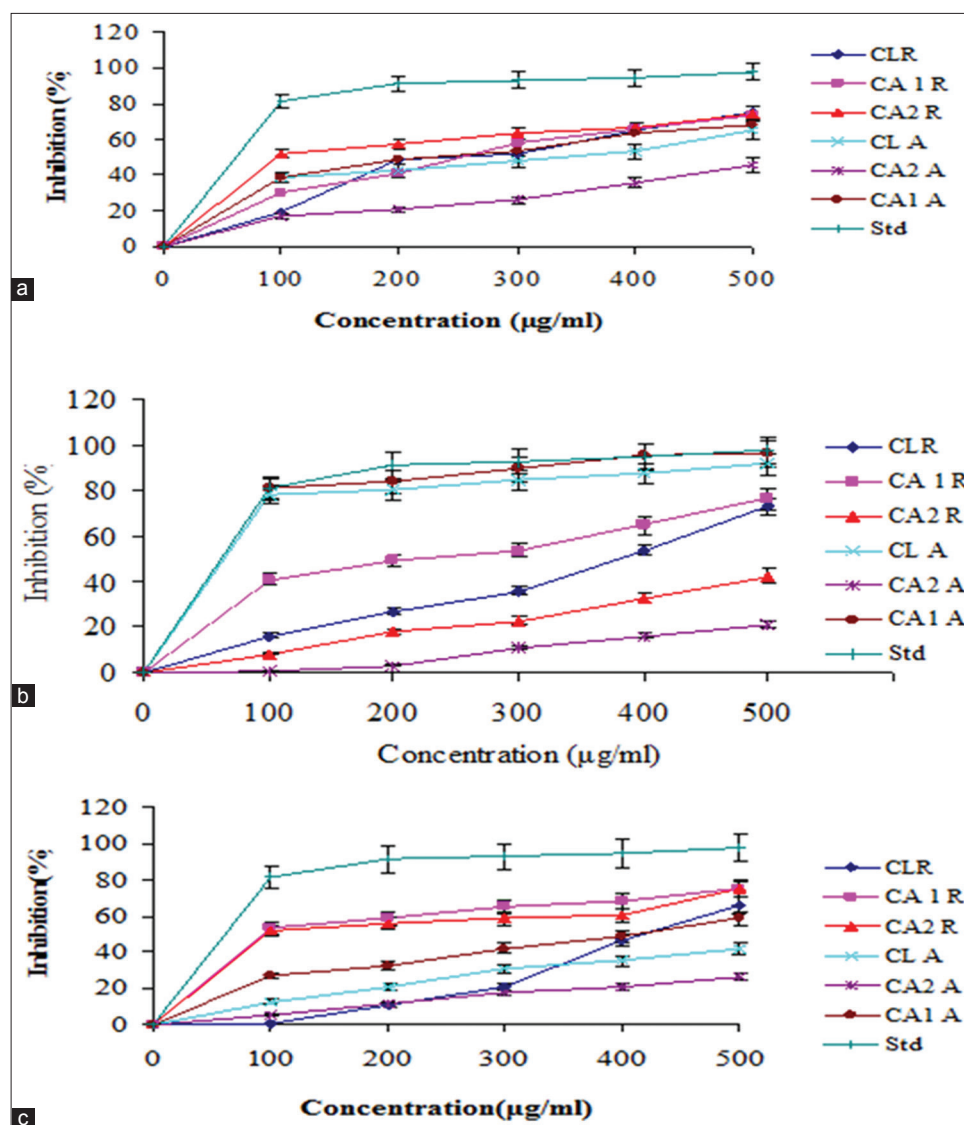 120
100
80
60
40
20
0
Inhibition (%)
0 100 200 300 400 500
Concentration (µg/ml)
CLR
CA 1 R
CA2 R
CL A
CA2 A
CA1 A
Std
a
120
100
80
60
40
20
0
Inhibition (%)
0 100 200 300 400 500
Concentration (µg/ml)
CLR
CA 1 R
CA2 R
CL A
CA2 A
CA1 A
Std
b
120
100
80
60
40
20
0
Inhibition(%)
0 100 200 300 400 500
Concentration(µg/ml)
CLR
CA 1 R
CA2 R
CL A
CA2 A
CA1 A
Std
c